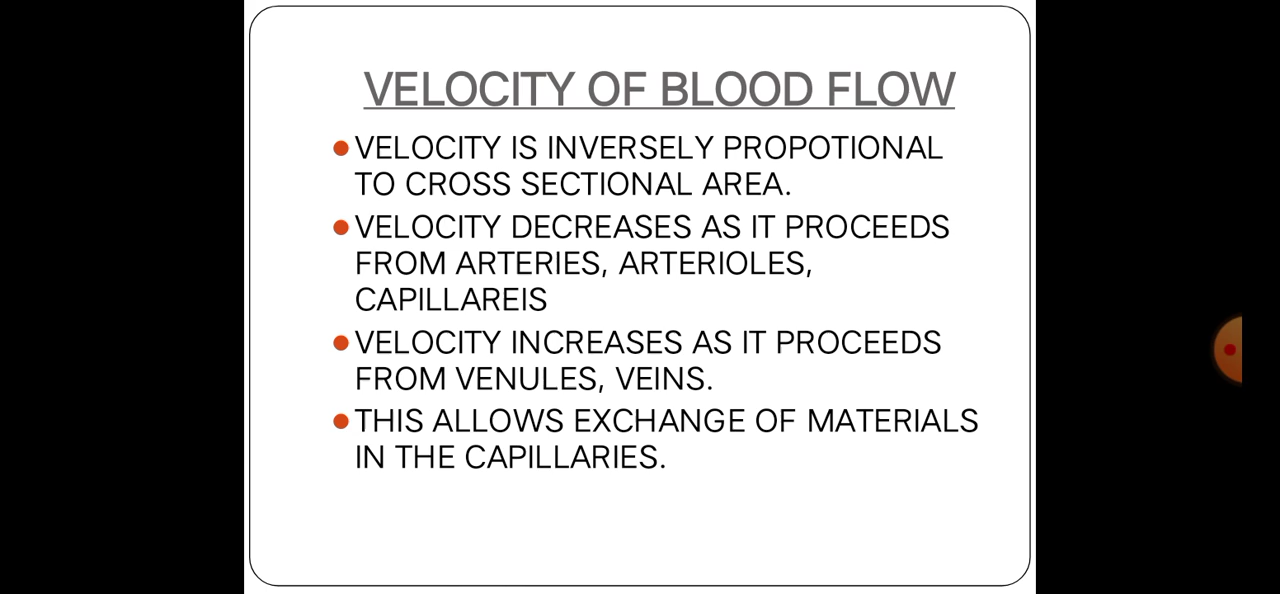 VELOCITY OF BLOOD FLOW
VELOCITY IS INVERSELY PROPOTIONAL
TO CROSS SECTIONAL AREA.
VELOCITY DECREASES AS IT PROCEEDS
FROM ARTERIES, ARTERIOLES,
CAPILLAREIS
VELOCITY INCREASES AS IT PROCEEDS
FROM VENULES, VEINS.
THIS ALLOWS EXCHANGE OF MATERIALS
IN THE CAPILLARIES.